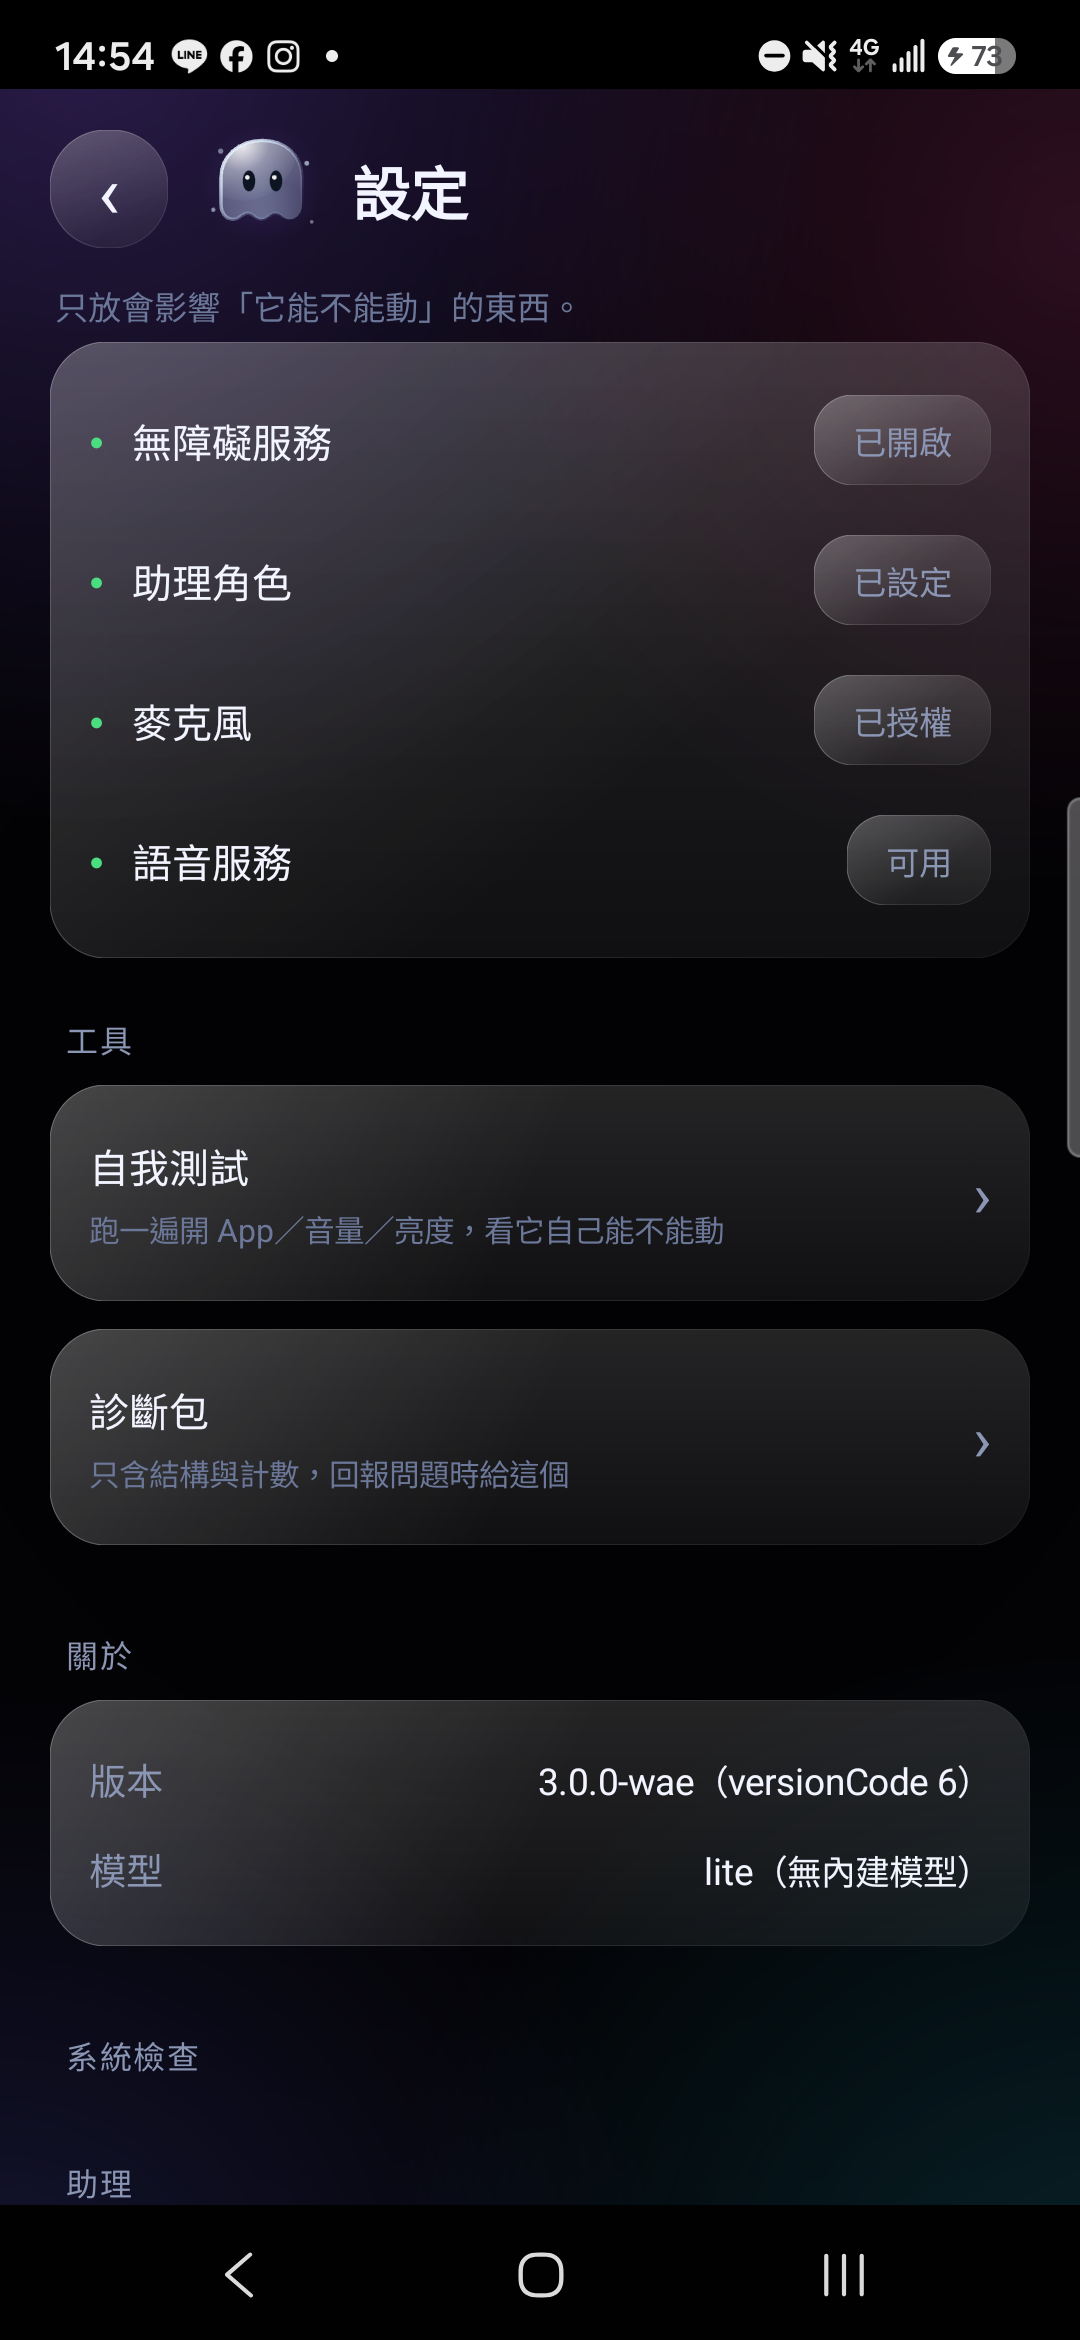 14:54 LINE 4G 73
‹ 設定
只放會影響「它能不能動」的東西。
無障礙服務 已開啟
助理角色 已設定
麥克風 已授權
語音服務 可用
工具
自我測試 ›
跑一遍開 App／音量／亮度，看它自己能不能動
診斷包 ›
只含結構與計數，回報問題時給這個
關於
版本 3.0.0-wae（versionCode 6）
模型 lite（無內建模型）
系統檢查
助理